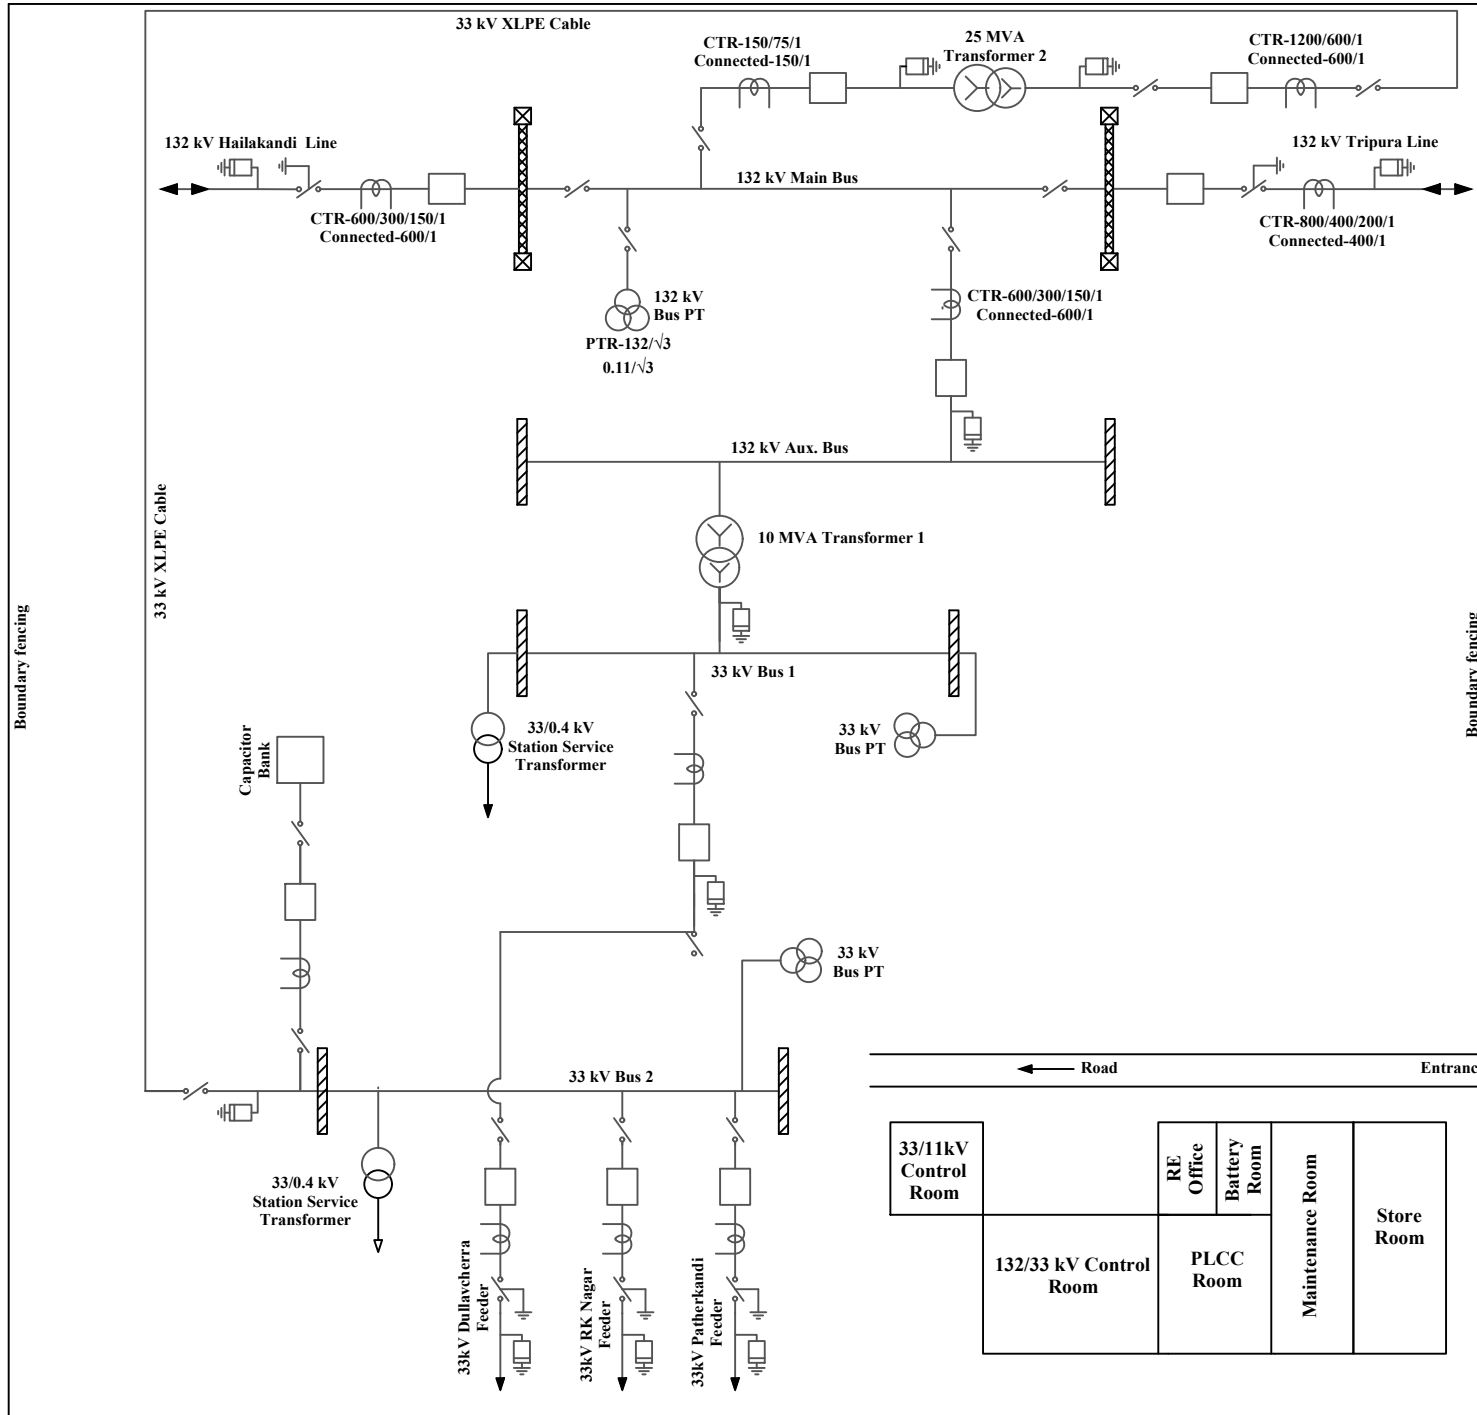 33 kV XLPE Cable
CTR-150/75/1
Connected-150/1
25 MVA
Transformer 2
CTR-1200/600/1
Connected-600/1
132 kV Hailakandi Line
132 kV Tripura Line
132 kV Main Bus
CTR-600/300/150/1
Connected-600/1
CTR-800/400/200/1
Connected-400/1
132 kV
Bus PT
PTR-132/√3
0.11/√3
CTR-600/300/150/1
Connected-600/1
132 kV Aux. Bus
10 MVA Transformer 1
33 kV XLPE Cable
Boundary fencing
Boundary fencing
33 kV Bus 1
33/0.4 kV
Station Service
Transformer
33 kV
Bus PT
Capacitor
Bank
33 kV
Bus PT
33 kV Bus 2
33/0.4 kV
Station Service
Transformer
33kV Dullavcherra
Feeder
33kV RK Nagar
Feeder
33kV Patherkandi
Feeder
Road
Entrance
33/11kV
Control
Room
RE
Office
Battery
Room
Maintenance Room
Store
Room
132/33 kV Control
Room
PLCC
Room